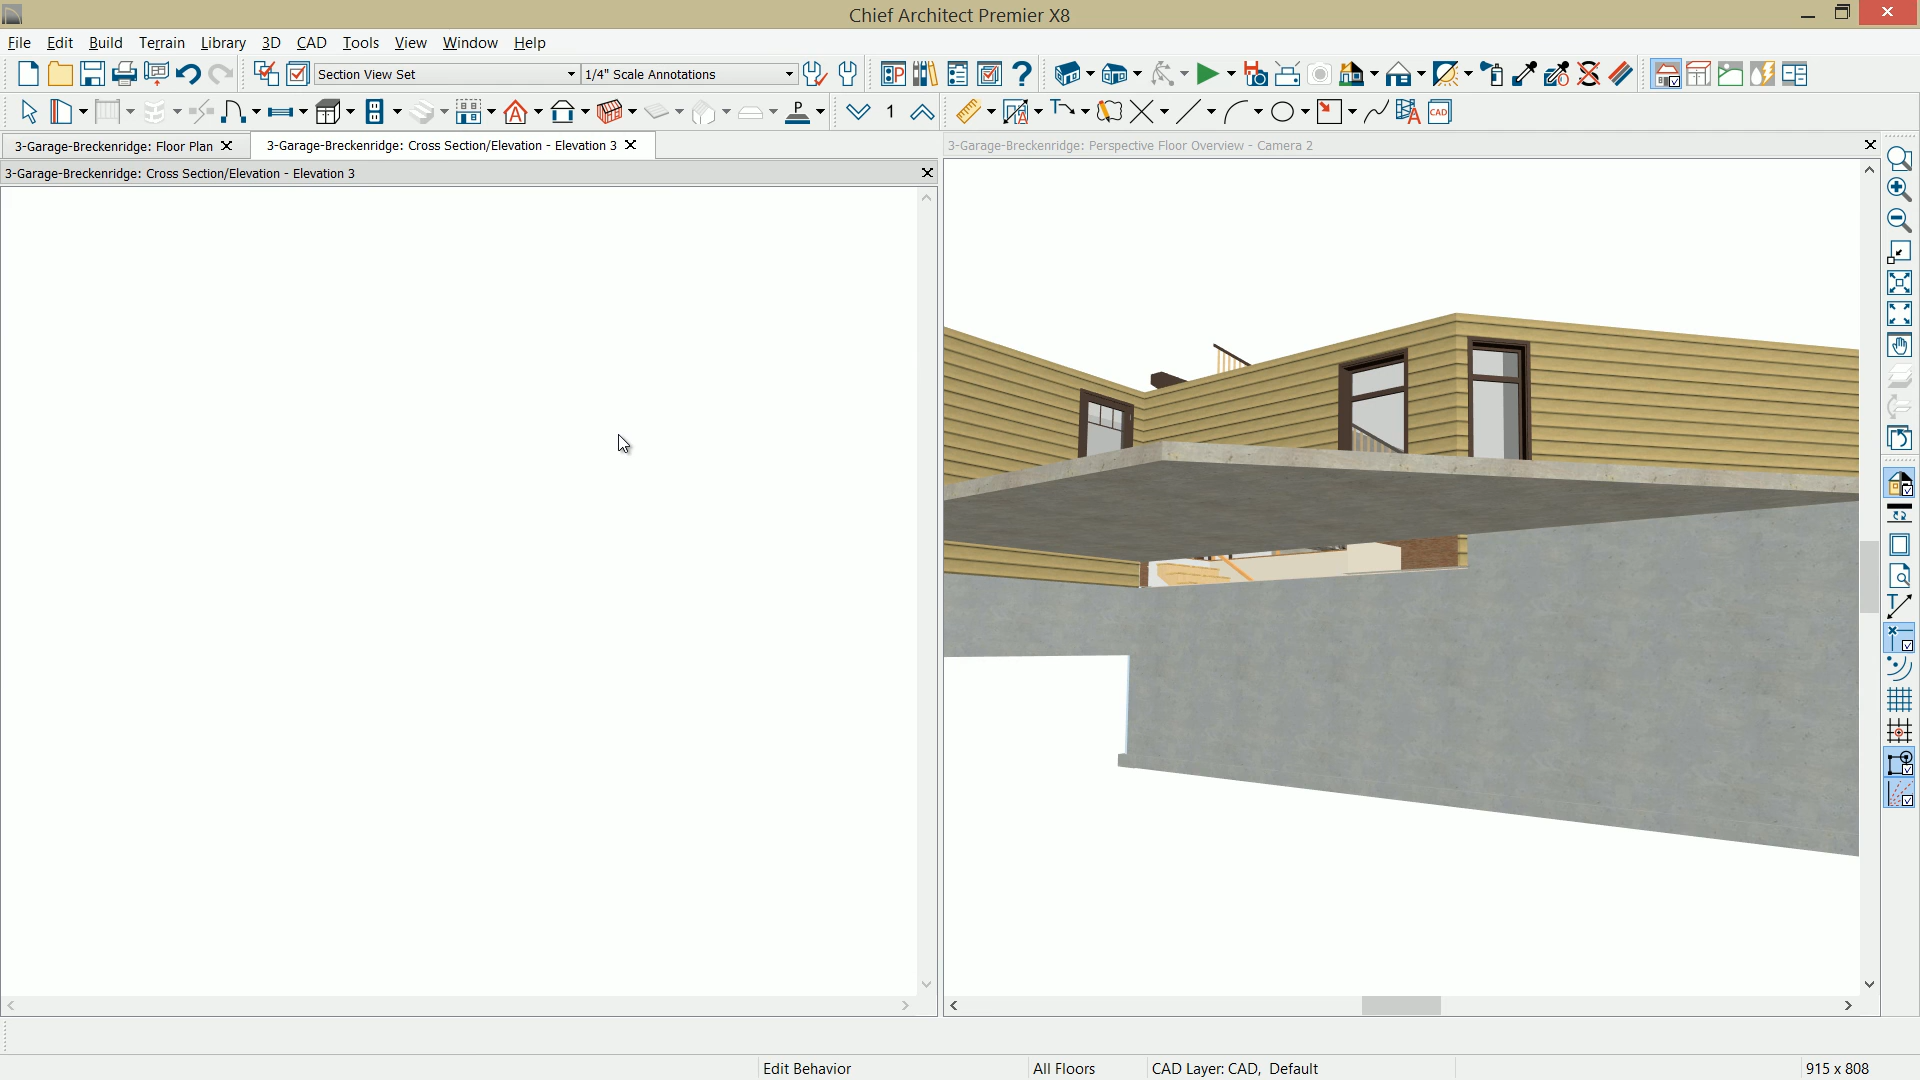 Chief Architect Premier X8
File Edit Build Terrain Library 3D CAD Tools View Window Help
Section View Set 1/4" Scale Annotations
1 A P CAD
3-Garage-Breckenridge: Floor Plan 3-Garage-Breckenridge: Cross Section/Elevation - Elevation 3 3-Garage-Breckenridge: Perspective Floor Overview - Camera 2
3-Garage-Breckenridge: Cross Section/Elevation - Elevation 3
Edit Behavior All Floors CAD Layer: CAD, Default 915 x 808